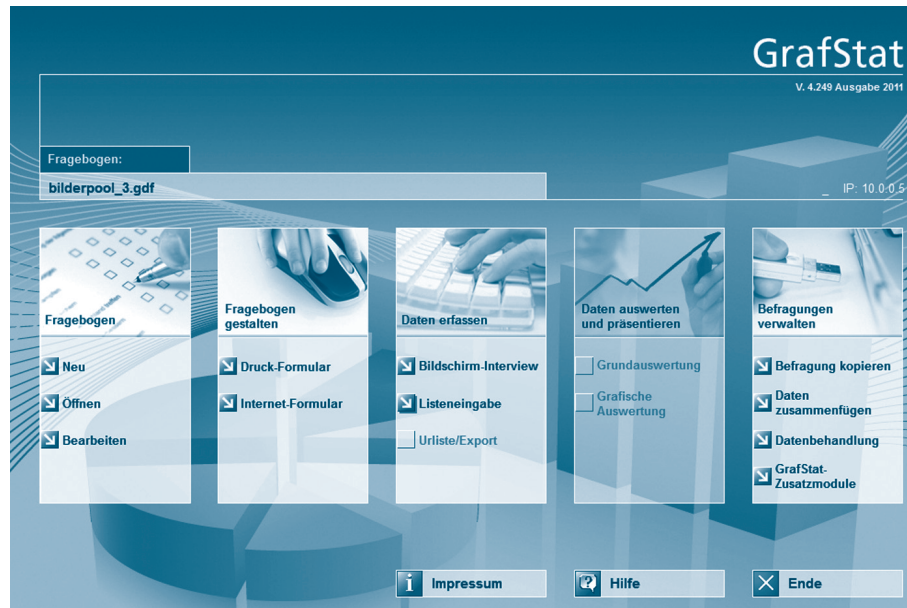 GrafStat
V. 4.249 Ausgabe 2011
Fragebogen:
bilderpool_3.gdf
_ IP: 10.0.0.5
Fragebogen
Neu
Öffnen
Bearbeiten
Fragebogen
gestalten
Druck-Formular
Internet-Formular
Daten erfassen
Bildschirm-Interview
Listeneingabe
Urliste/Export
Daten auswerten
und präsentieren
Grundauswertung
Grafische
Auswertung
Befragungen
verwalten
Befragung kopieren
Daten
zusammenfügen
Datenbehandlung
GrafStat-
Zusatzmodule
Impressum
Hilfe
Ende